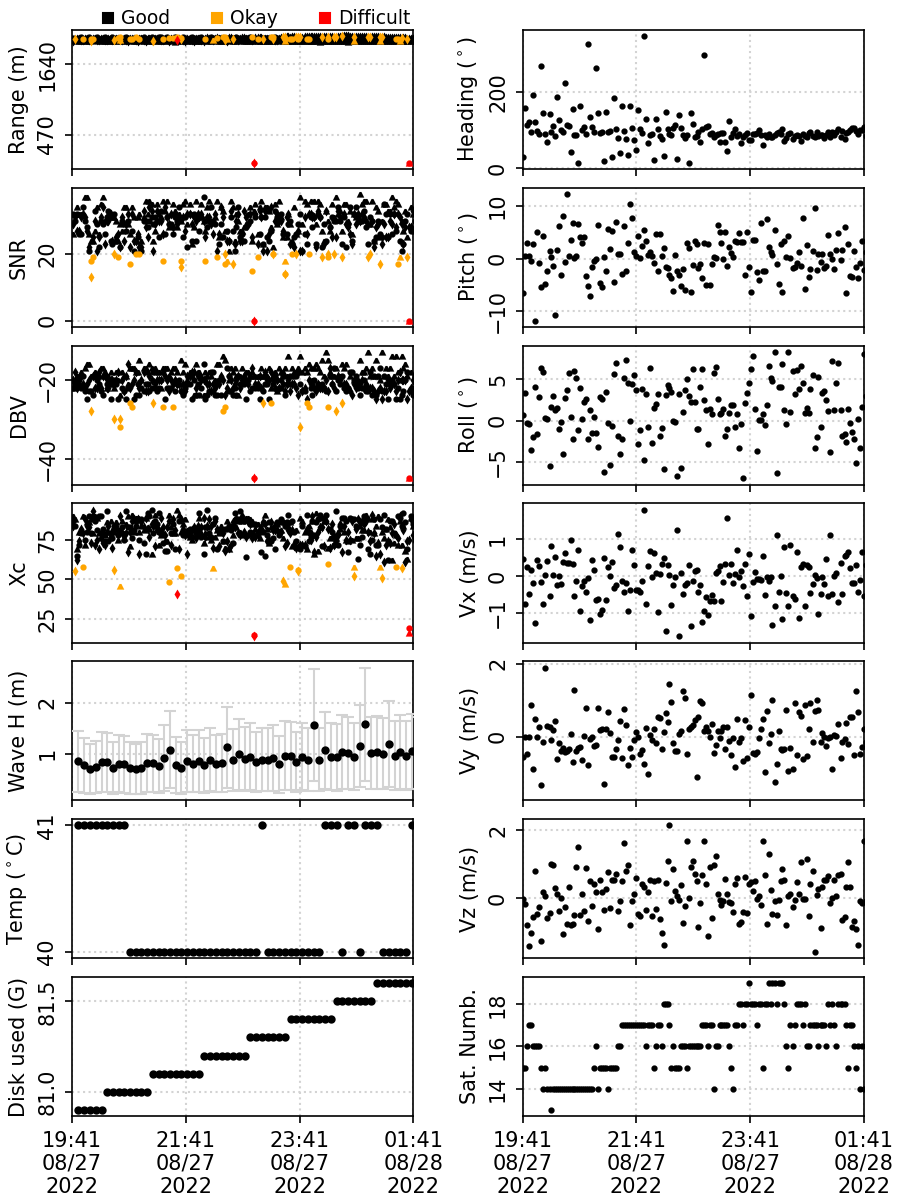 Good Okay Difficult
Range (m)
1640
470
Heading (°)
200
0
SNR
20
0
Pitch (°)
10
0
−10
DBV
−20
−40
Roll (°)
5
0
−5
Xc
75
50
25
Vx (m/s)
1
0
−1
Wave H (m)
2
1
Vy (m/s)
2
0
Temp (°C)
41
40
Vz (m/s)
2
0
Disk used (G)
81.5
81.0
Sat. Numb.
18
16
14
19:41 21:41 23:41 01:41 19:41 21:41 23:41 01:41
08/27 08/27 08/27 08/28 08/27 08/27 08/27 08/28
2022 2022 2022 2022 2022 2022 2022 2022